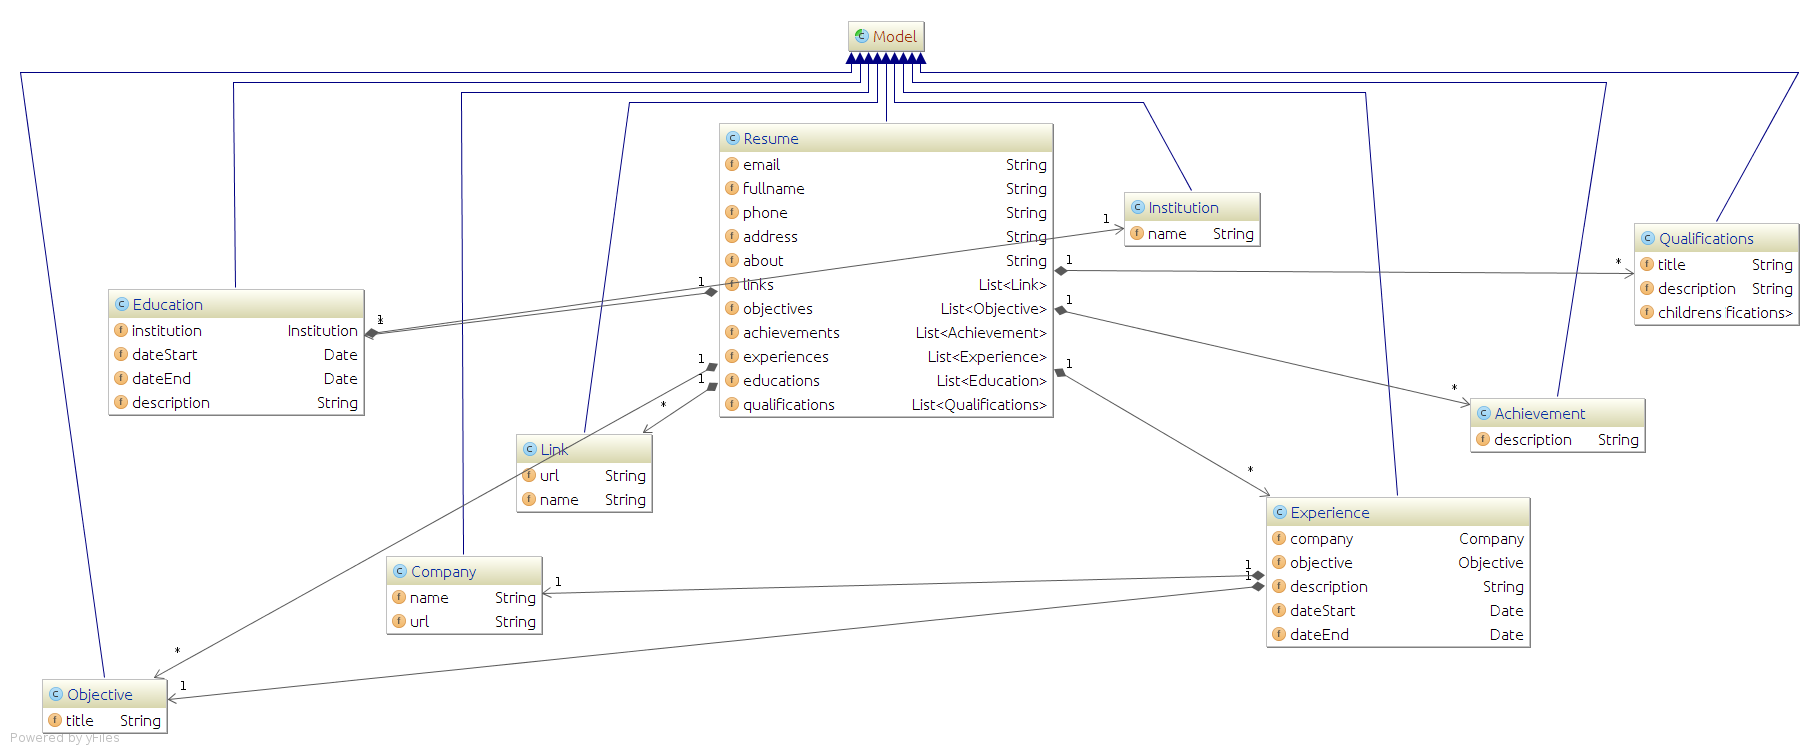 Model
Resume
email String
fullname String
phone String
address String
about String
links List<Link>
objectives List<Objective>
achievements List<Achievement>
experiences List<Experience>
educations List<Education>
qualifications List<Qualifications>
Institution
name String
Qualifications
title String
description String
childrens fications>
Education
institution Institution
dateStart Date
dateEnd Date
description String
Achievement
description String
Link
url String
name String
Experience
company Company
objective Objective
description String
dateStart Date
dateEnd Date
Company
name String
url String
Objective
title String
1
1
*
1
1
*
1
*
1
*
1
*
1
*
1
1
1
*
1
1
Powered by yFiles